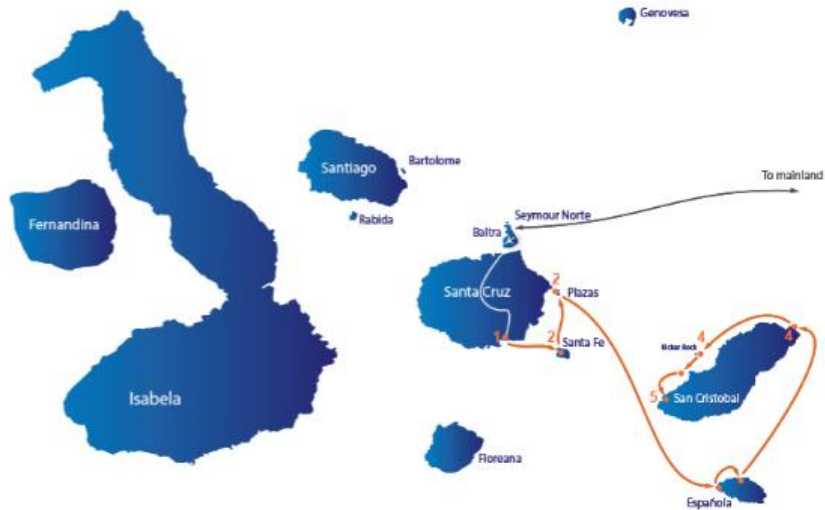 Genovesa
Santiago
Bartolome
To mainland
Rabida
Seymour Norte
Fernandina
Baltra
2
Plazas
Santa Cruz
1
2
Santa Fe
4
4
Kicker Rock
Isabela
5
San Cristobal
Floreana
Española